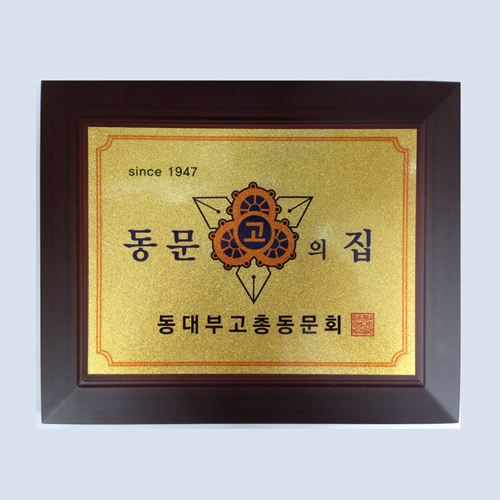 since 1947
동문 고 의 집
동대부고총동문회